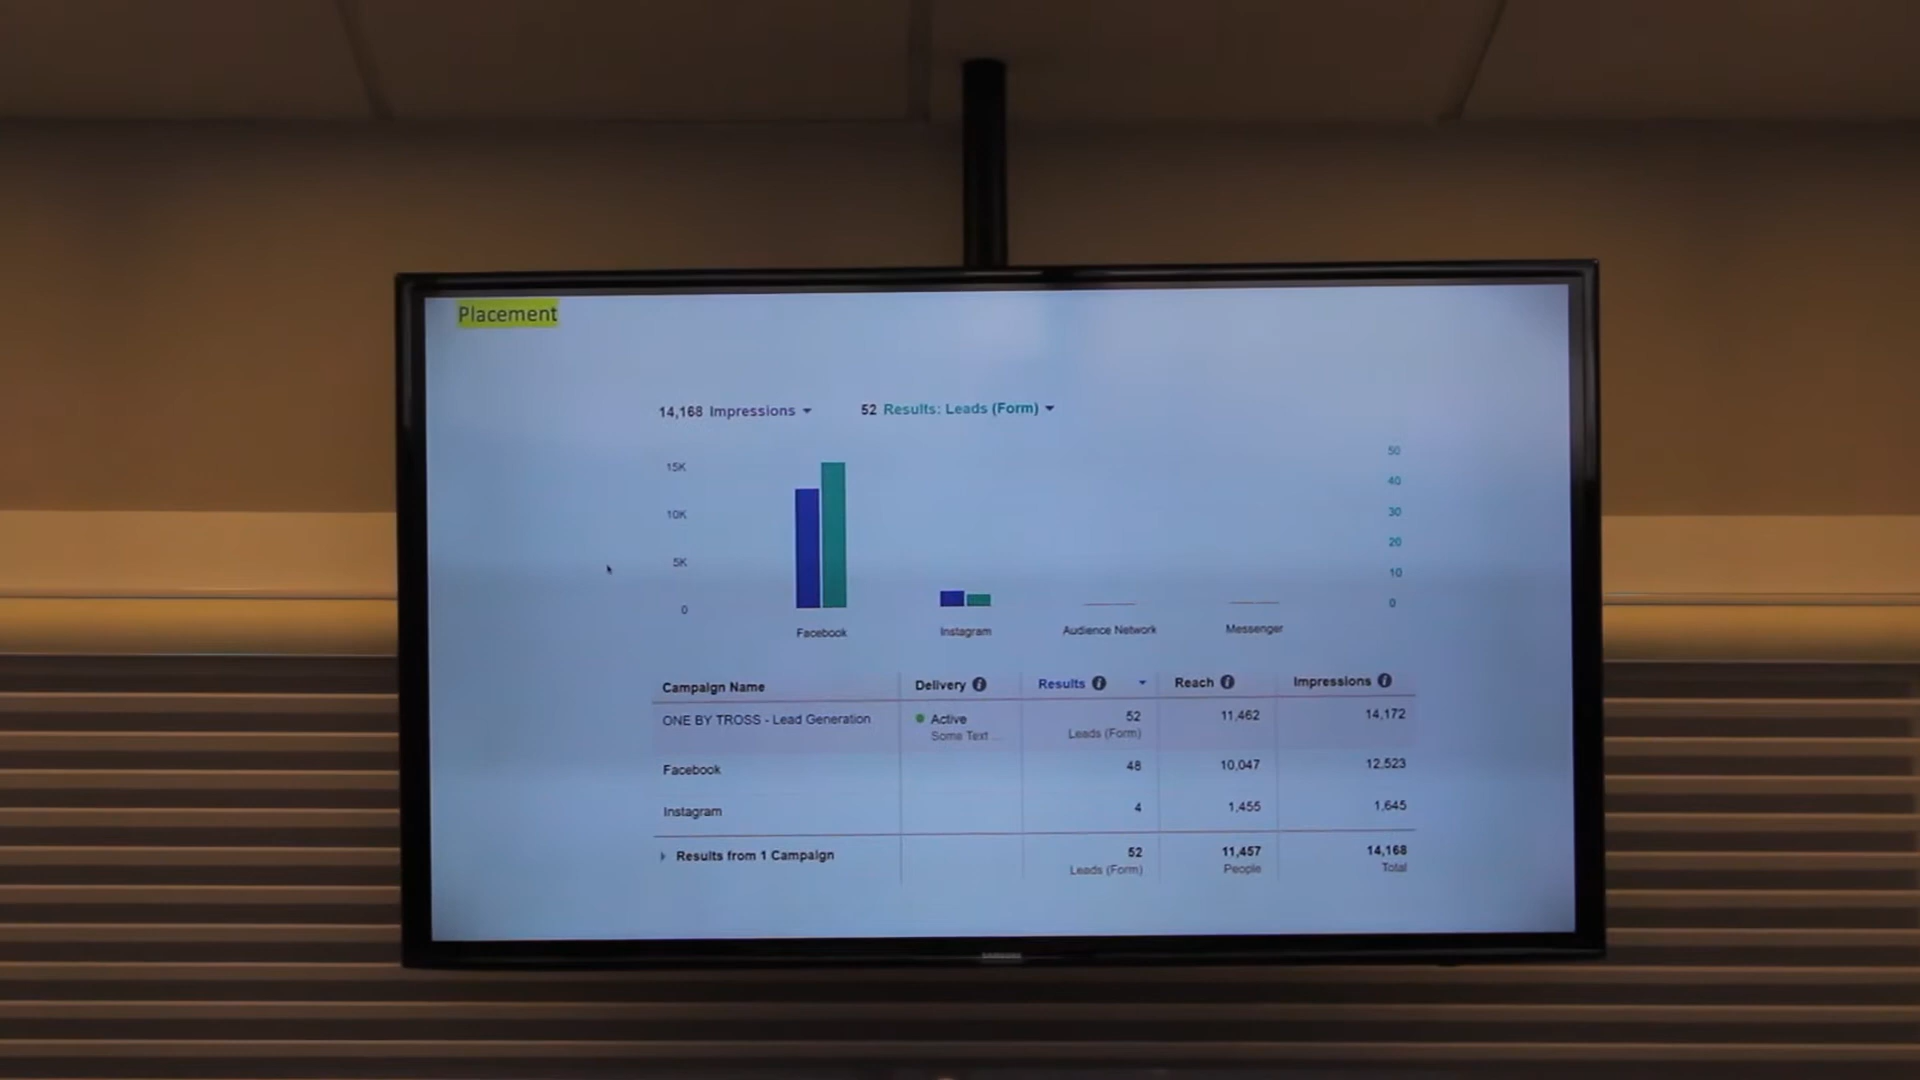 Placement
14,168 Impressions 52 Results: Leads (Form)
15K
10K
5K
0
50
40
30
20
10
0
Facebook Instagram Audience Network Messenger
Campaign Name Delivery Results Reach Impressions
ONE BY TROSS - Lead Generation Active 52 11,462 14,172
Some Text ... Leads (Form)
Facebook 48 10,047 12,523
Instagram 4 1,455 1,645
Results from 1 Campaign 52 11,457 14,168
Leads (Form) People Total